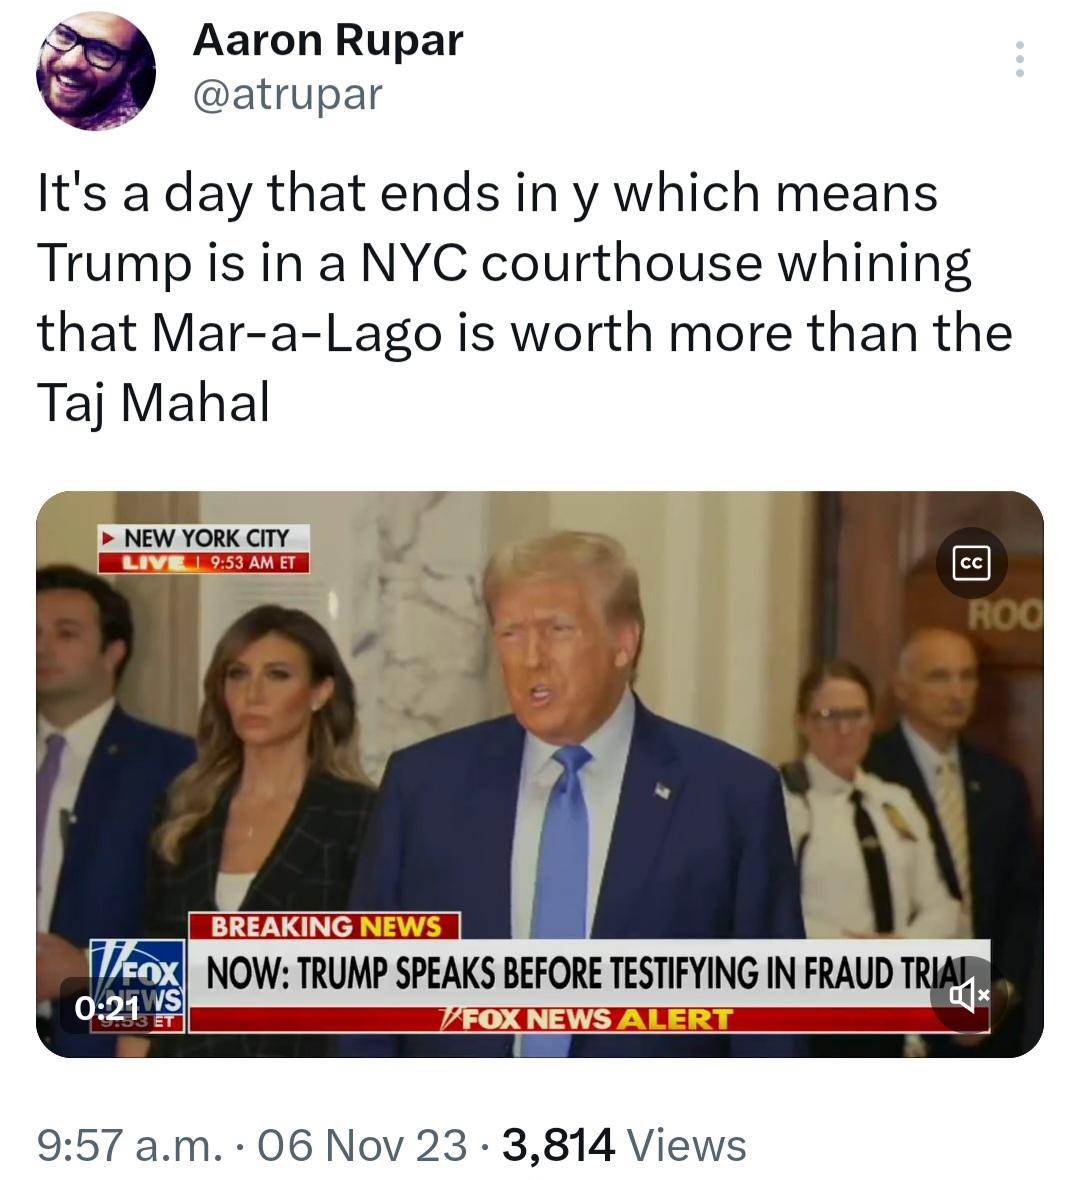 Aaron Rupar
@atrupar
It's a day that ends in y which means
Trump is in a NYC courthouse whining
that Mar-a-Lago is worth more than the
Taj Mahal
NEW YORK CITY
LIVE | 9:53 AM ET
CC
ROO
BREAKING NEWS
FOX
NEWS
NOW: TRUMP SPEAKS BEFORE TESTIFYING IN FRAUD TRIAL
0:21
9:53 ET
FOX NEWS ALERT
9:57 a.m. · 06 Nov 23 · 3,814 Views